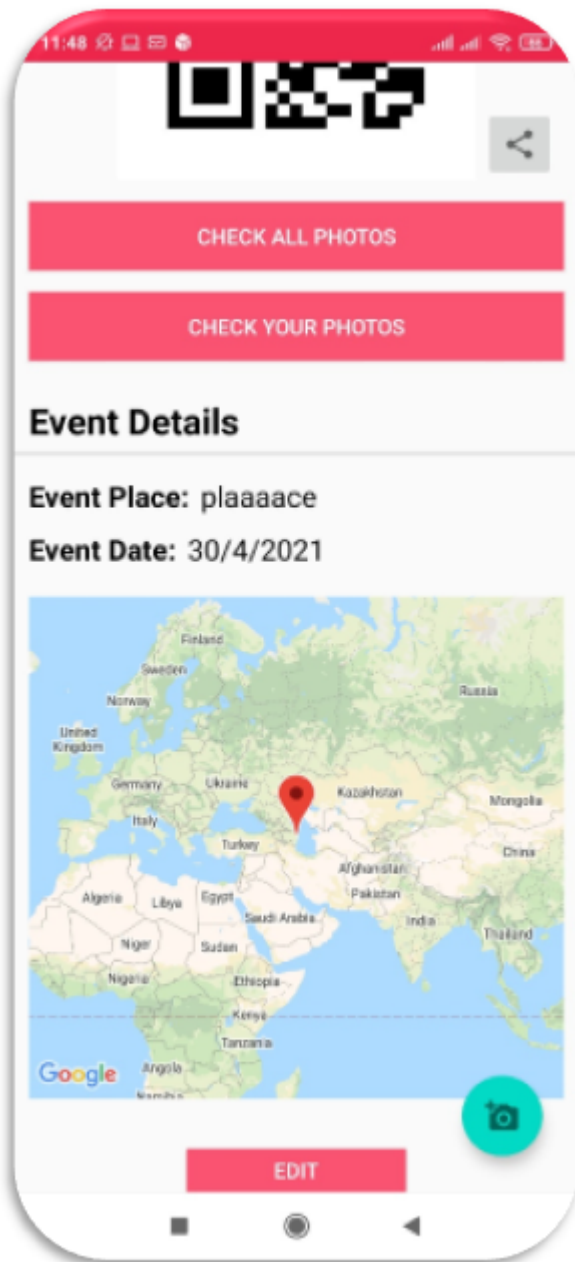 11:48
CHECK ALL PHOTOS
CHECK YOUR PHOTOS
Event Details
Event Place: plaaaace
Event Date: 30/4/2021
Finland
Sweden
Norway
Russia
United
Kingdom
Germany
Ukraine
Kazakhstan
Mongolia
Italy
Turkey
China
Afghanistan
Algeria
Libya
Egypt
Pakistan
Saudi Arabia
India
Thailand
Niger
Sudan
Nigeria
Ethiopia
Kenya
Tanzania
Google
Angola
Namibia
EDIT